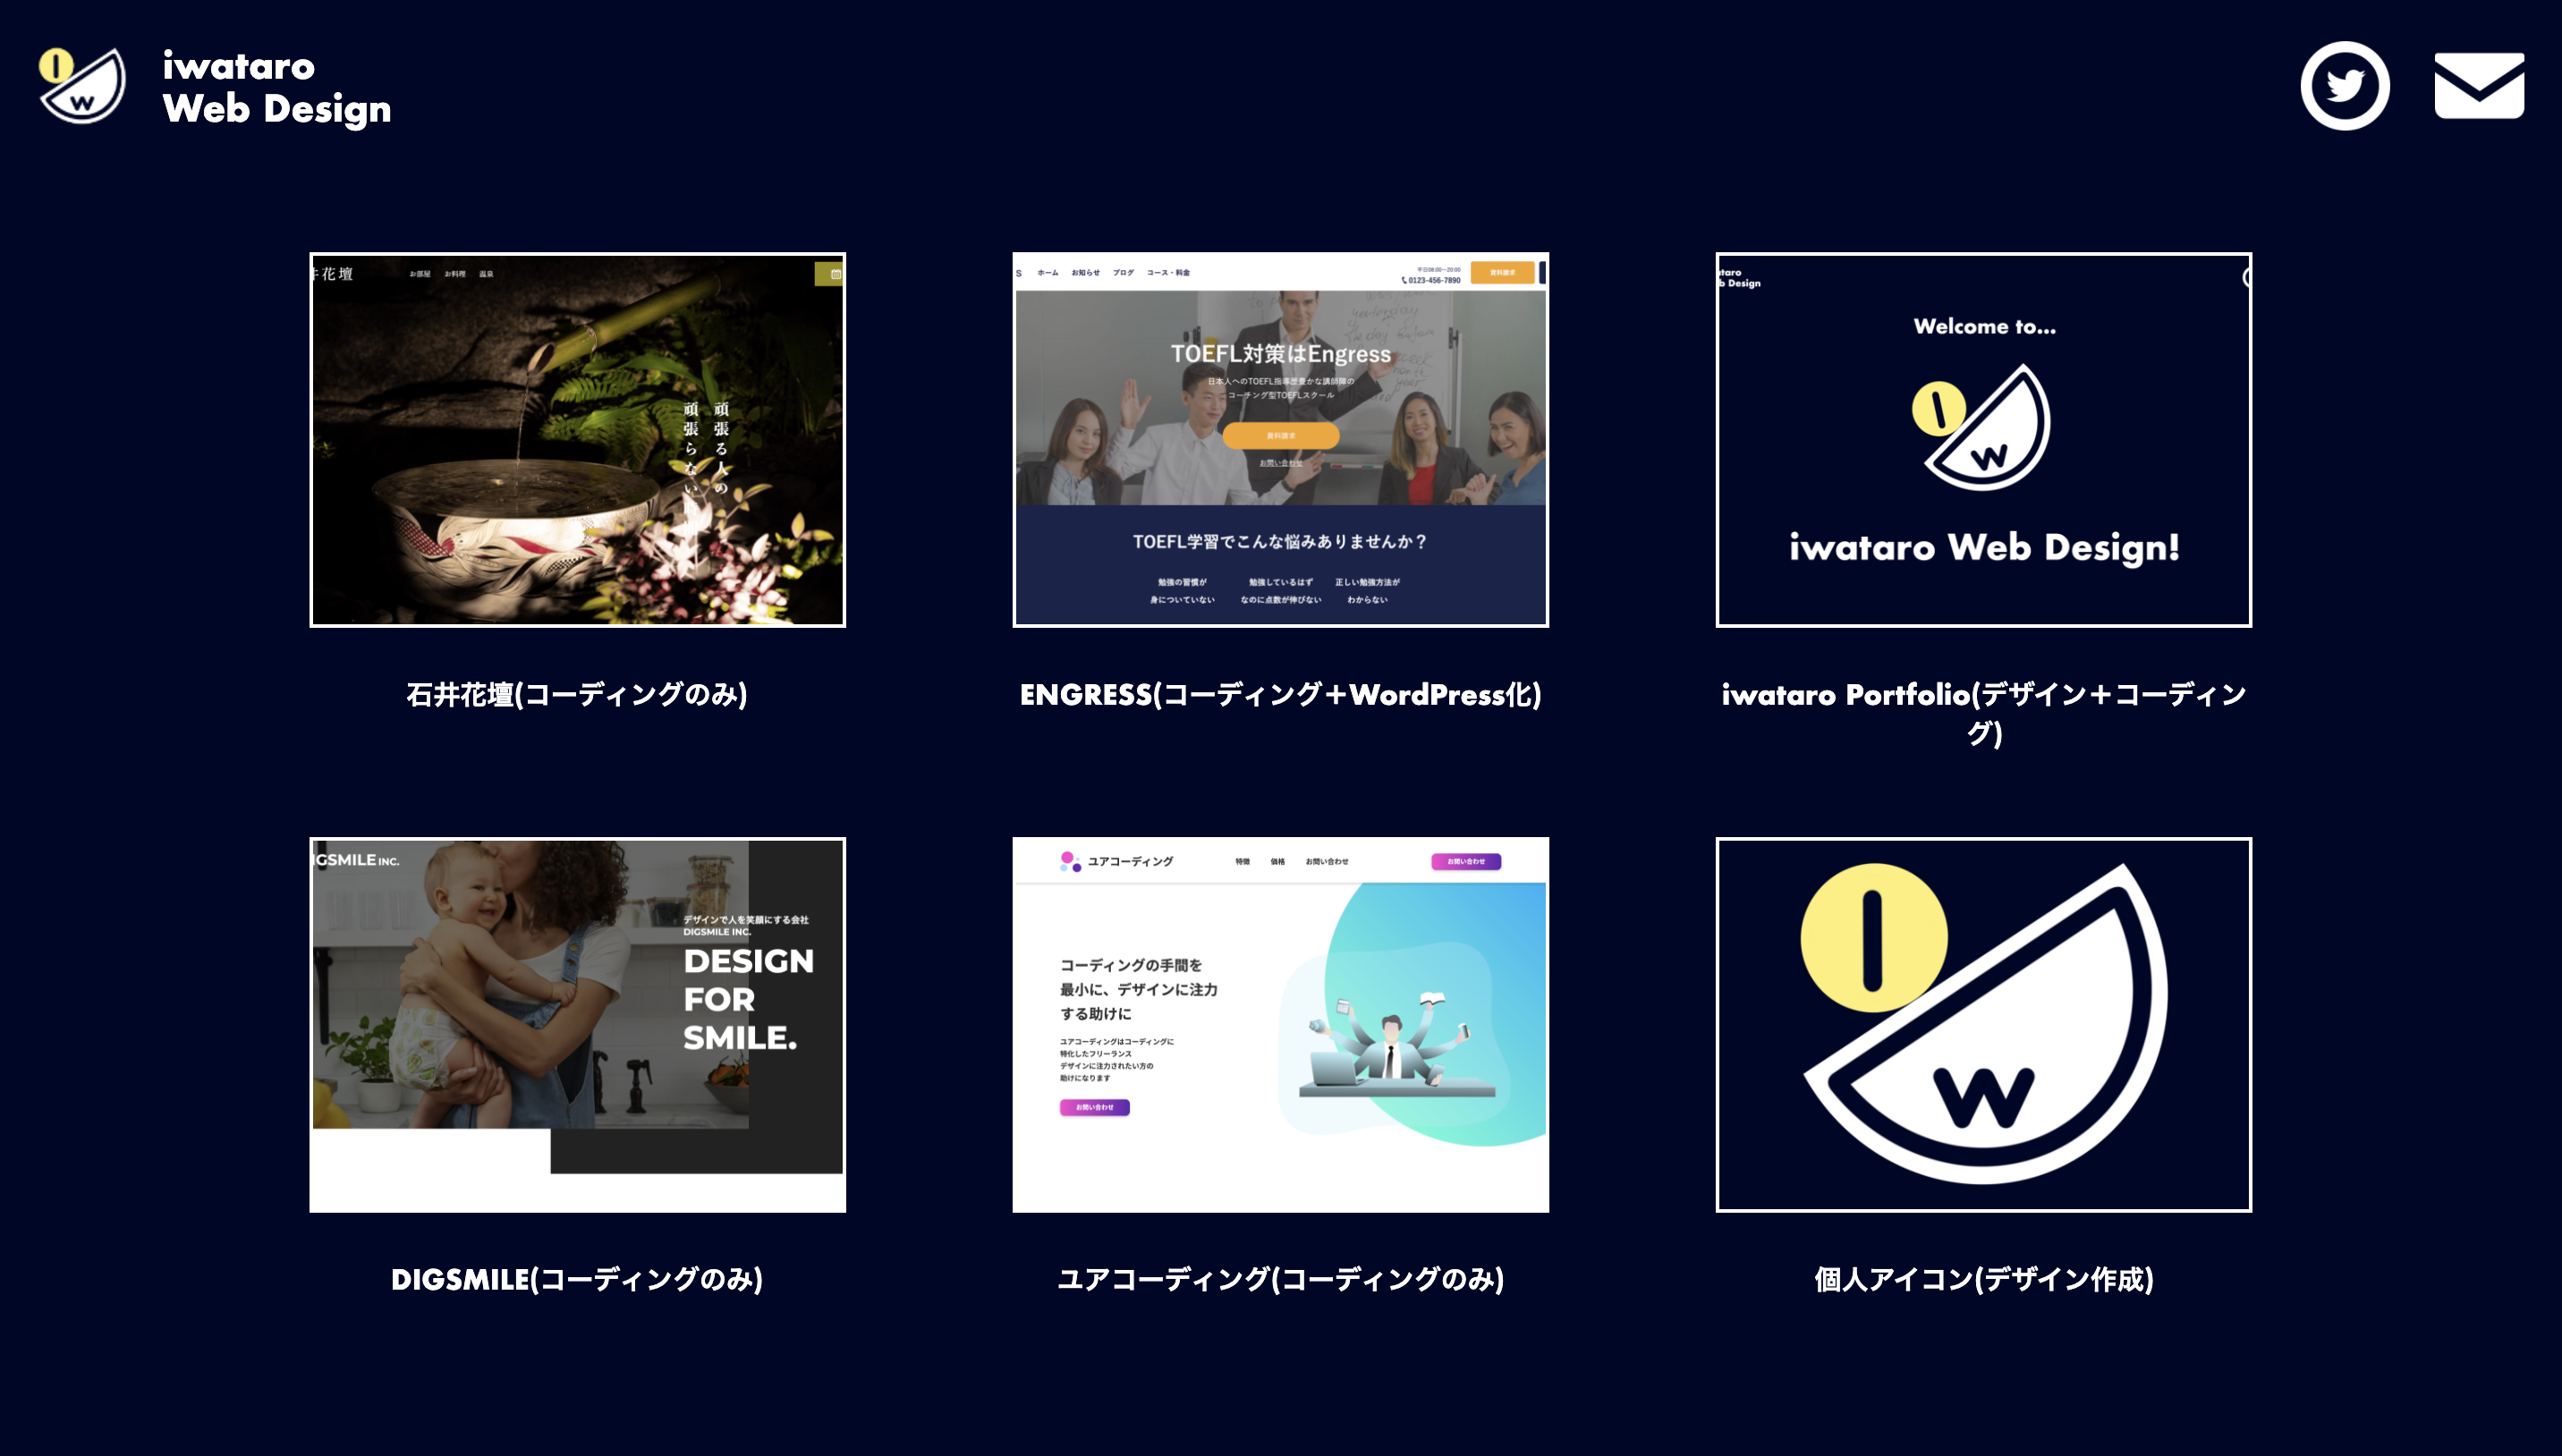 iwataro
Web Design
井花壇
お部屋 お料理 温泉
頑張る人の
頑張らない
石井花壇(コーディングのみ)
S ホーム お知らせ ブログ コース・料金
平日08:00〜20:00
0123-456-7890
資料請求
TOEFL対策はEngress
日本人へのTOEFL指導歴豊かな講師陣の
コーチング型TOEFLスクール
資料請求
お問い合わせ
TOEFL学習でこんな悩みありませんか？
勉強の習慣が
身についていない
勉強しているはず
なのに点数が伸びない
正しい勉強方法が
わからない
ENGRESS(コーディング＋WordPress化)
taro
b Design
Welcome to...
I
W
iwataro Web Design!
iwataro Portfolio(デザイン＋コーディン
グ)
IGSMILE INC.
デザインで人を笑顔にする会社
DIGSMILE INC.
DESIGN
FOR
SMILE.
DIGSMILE(コーディングのみ)
ユアコーディング
特徴 価格 お問い合わせ
お問い合わせ
コーディングの手間を
最小に、デザインに注力
する助けに
ユアコーディングはコーディングに
特化したフリーランス
デザインに注力されたい方の
助けになります
お問い合わせ
ユアコーディング(コーディングのみ)
I
W
個人アイコン(デザイン作成)